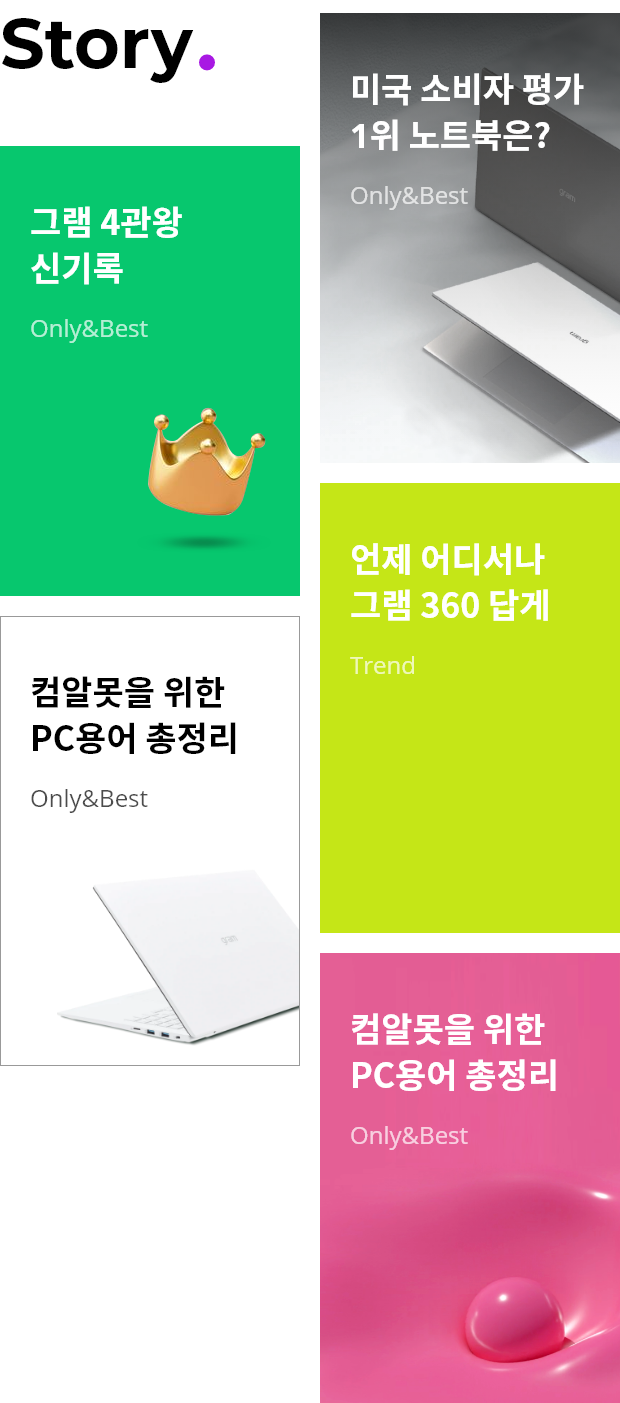 Story.
그램 4관왕
신기록
Only&Best
컴알못을 위한
PC용어 총정리
Only&Best
gram
미국 소비자 평가
1위 노트북은?
Only&Best
gram
gram
언제 어디서나
그램 360 답게
Trend
컴알못을 위한
PC용어 총정리
Only&Best